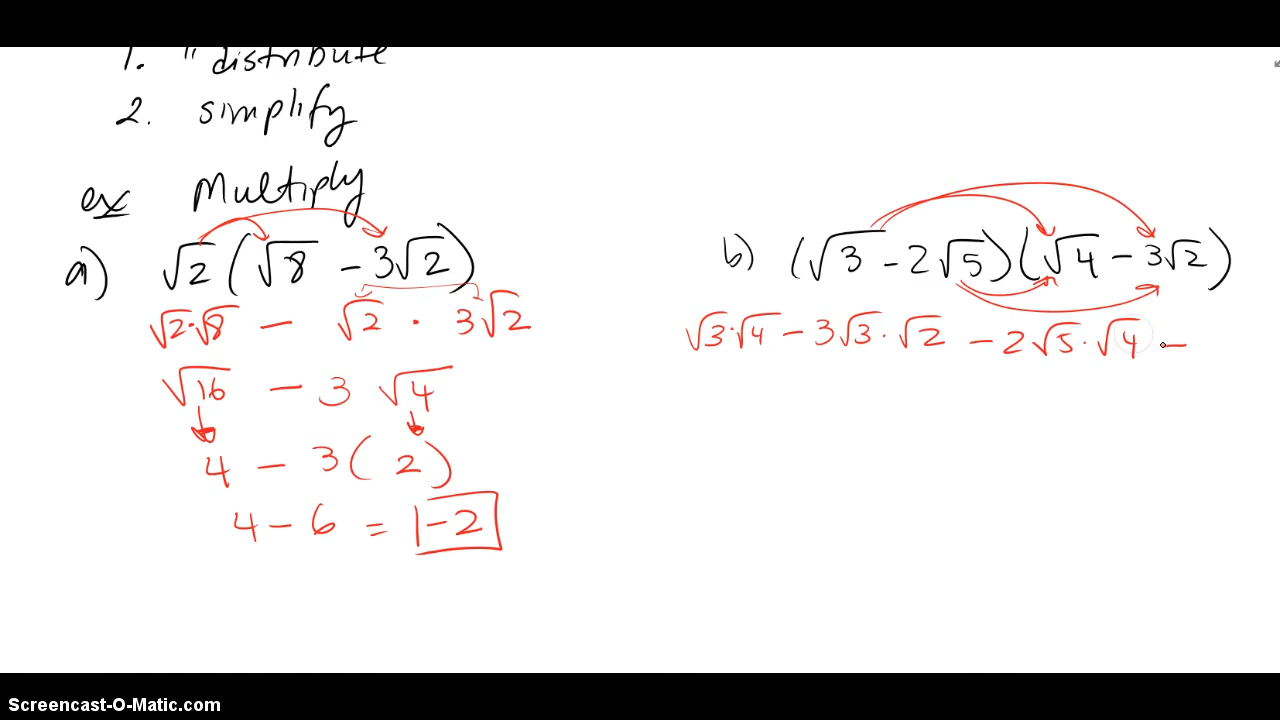 1. " distribute
2. simplify
ex Multiply
a) √2(√8 - 3√2)
√2·√8 - √2 · 3√2
√16 - 3 √4
4 - 3(2)
4 - 6 = -2
b) (√3 - 2√5)(√4 - 3√2)
√3·√4 - 3√3·√2 - 2√5·√4 -
Screencast-O-Matic.com